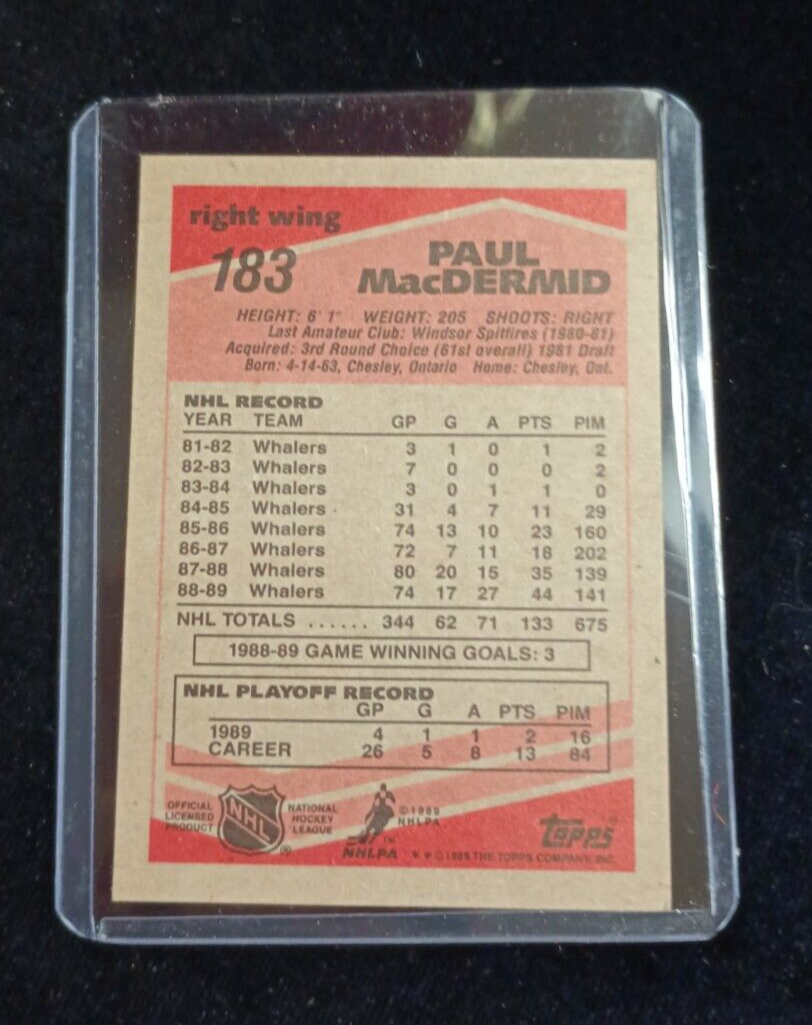 right wing
183
PAUL
MacDERMID
HEIGHT: 6' 1" WEIGHT: 205 SHOOTS: RIGHT
Last Amateur Club: Windsor Spitfires (1980-81)
Acquired: 3rd Round Choice (61st overall) 1981 Draft
Born: 4-14-63, Chesley, Ontario Home: Chesley, Ont.
NHL RECORD
YEAR TEAM GP G A PTS PIM
81-82 Whalers 3 1 0 1 2
82-83 Whalers 7 0 0 0 2
83-84 Whalers 3 0 1 1 0
84-85 Whalers 31 4 7 11 29
85-86 Whalers 74 13 10 23 160
86-87 Whalers 72 7 11 18 202
87-88 Whalers 80 20 15 35 139
88-89 Whalers 74 17 27 44 141
NHL TOTALS ...... 344 62 71 133 675
1988-89 GAME WINNING GOALS: 3
NHL PLAYOFF RECORD
GP G A PTS PIM
1989 4 1 1 2 16
CAREER 26 5 8 13 84
OFFICIAL
LICENSED
PRODUCT
NHL
®
NATIONAL
HOCKEY
LEAGUE
©1989
NHLPA
™
NHLPA
topps
* * © 1989 THE TOPPS COMPANY, INC.